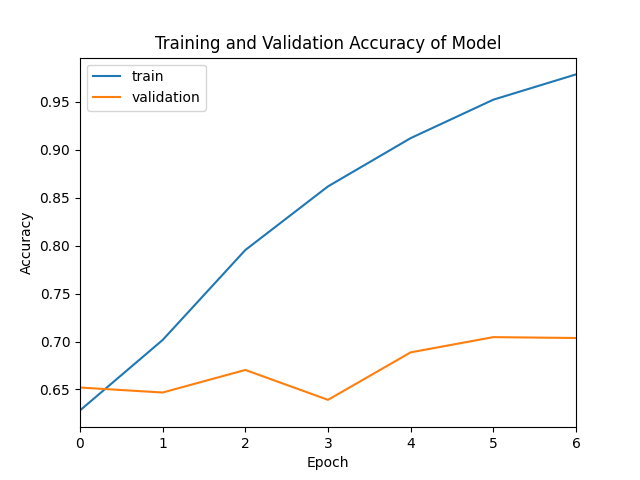 Training and Validation Accuracy of Model
train
validation
Accuracy
0.95
0.90
0.85
0.80
0.75
0.70
0.65
0 1 2 3 4 5 6
Epoch